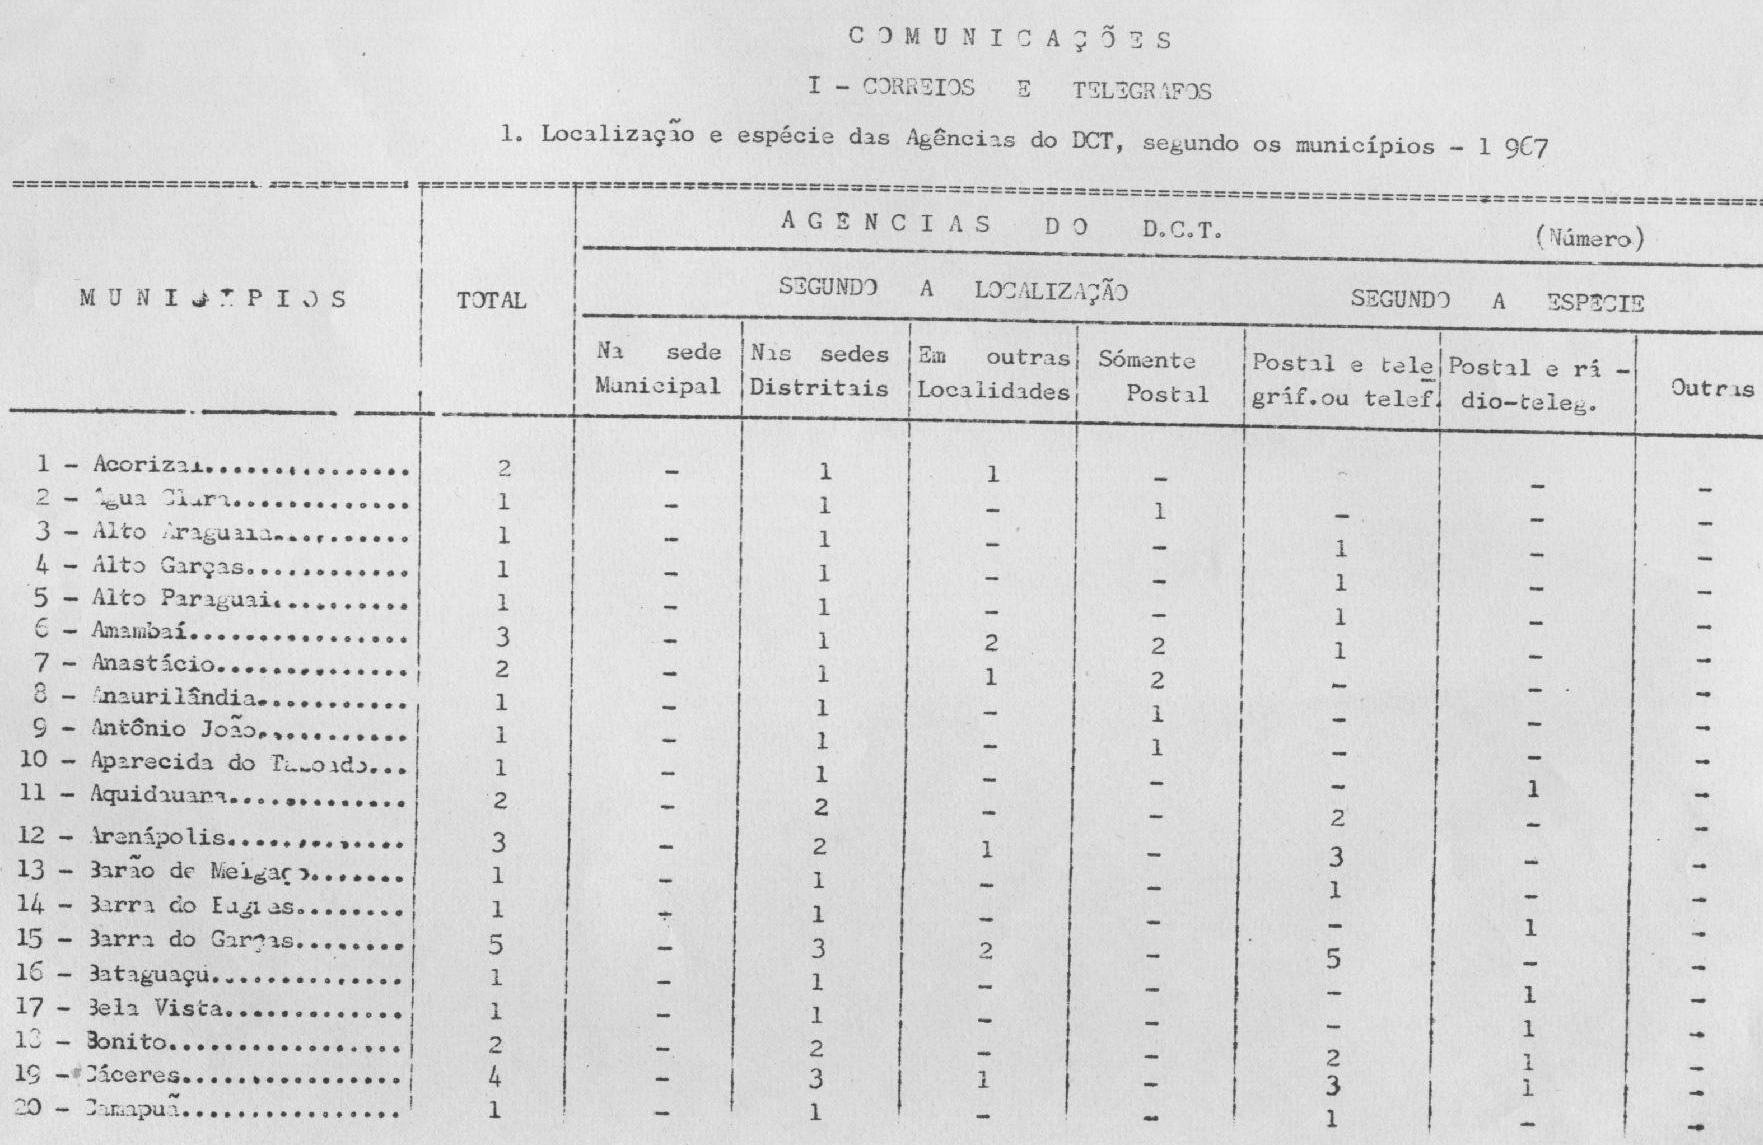 COMUNICAÇÕES
I - CORREIOS E TELEGRAFOS
1. Localização e espécie das Agências do DCT, segundo os municípios - 1 967
AGENCIAS DO D.C.T. (Número)
MUNICÍPIOS TOTAL SEGUNDO A LOCALIZAÇÃO SEGUNDO A ESPECIE
Na sede Nas sedes Em outras Sómente Postal e tele Postal e rá - Outras
Municipal Distritais Localidades Postal gráf.ou telef. dio-teleg.
1 - Acorizal............... 2 - 1 1 - - - -
2 - Água Clara............. 1 - 1 - 1 - - -
3 - Alto Araguaia.......... 1 - 1 - - 1 - -
4 - Alto Garças............ 1 - 1 - - 1 - -
5 - Alto Paraguai.......... 1 - 1 - - 1 - -
6 - Amambaí................ 3 - 1 2 2 1 - -
7 - Anastácio.............. 2 - 1 1 2 - - -
8 - Anaurilândia........... 1 - 1 - 1 - - -
9 - Antônio João........... 1 - 1 - 1 - - -
10 - Aparecida do Taboado... 1 - 1 - - - 1 -
11 - Aquidauana............. 2 - 2 - - 2 - -
12 - Arenápolis............. 3 - 2 1 - 3 - -
13 - Barão de Melgaço....... 1 - 1 - - 1 - -
14 - Barra do Bugres........ 1 - 1 - - - 1 -
15 - Barra do Garças........ 5 - 3 2 - 5 - -
16 - Bataguaçú.............. 1 - 1 - - - 1 -
17 - Bela Vista............. 1 - 1 - - - 1 -
18 - Bonito................. 2 - 2 - - 2 1 -
19 - Cáceres................ 4 - 3 1 - 3 1 -
20 - Camapuã................ 1 - 1 - - 1 - -